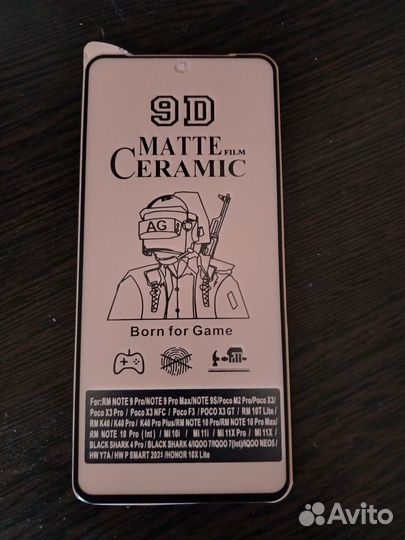 9D
MATTE FILM
CERAMIC
AG
Born for Game
For::RM NOTE 9 Pro/NOTE 9 Pro Max/NOTE 9S/Poco M2 Pro/Poco X3/
Poco X3 Pro / Poco X3 NFC / Poco F3 / POCO X3 GT / RM 10T Lite /
RM K40 / K40 Pro / K40 Pro Plus/RM NOTE 10 Pro/RM NOTE 10 Pro Max/
RM NOTE 10 Pro (Int) / Mi 10i / Mi 11i / Mi 11X Pro / Mi 11X /
BLACK SHARK 4 Pro / BLACK SHARK 4/IQOO 7/IQOO 7(Int)/IQOO NEO5 /
HW Y7A / HW P SMART 2021 /HONOR 10X Lite
Avito